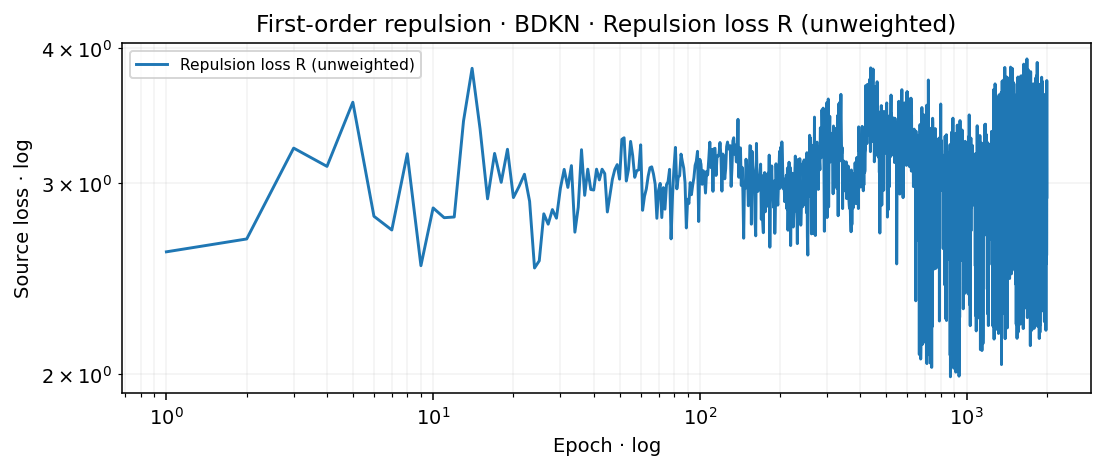 First-order repulsion · BDKN · Repulsion loss R (unweighted)
Repulsion loss R (unweighted)
4 × 10⁰
3 × 10⁰
2 × 10⁰
Source loss · log
10⁰ 10¹ 10² 10³
Epoch · log